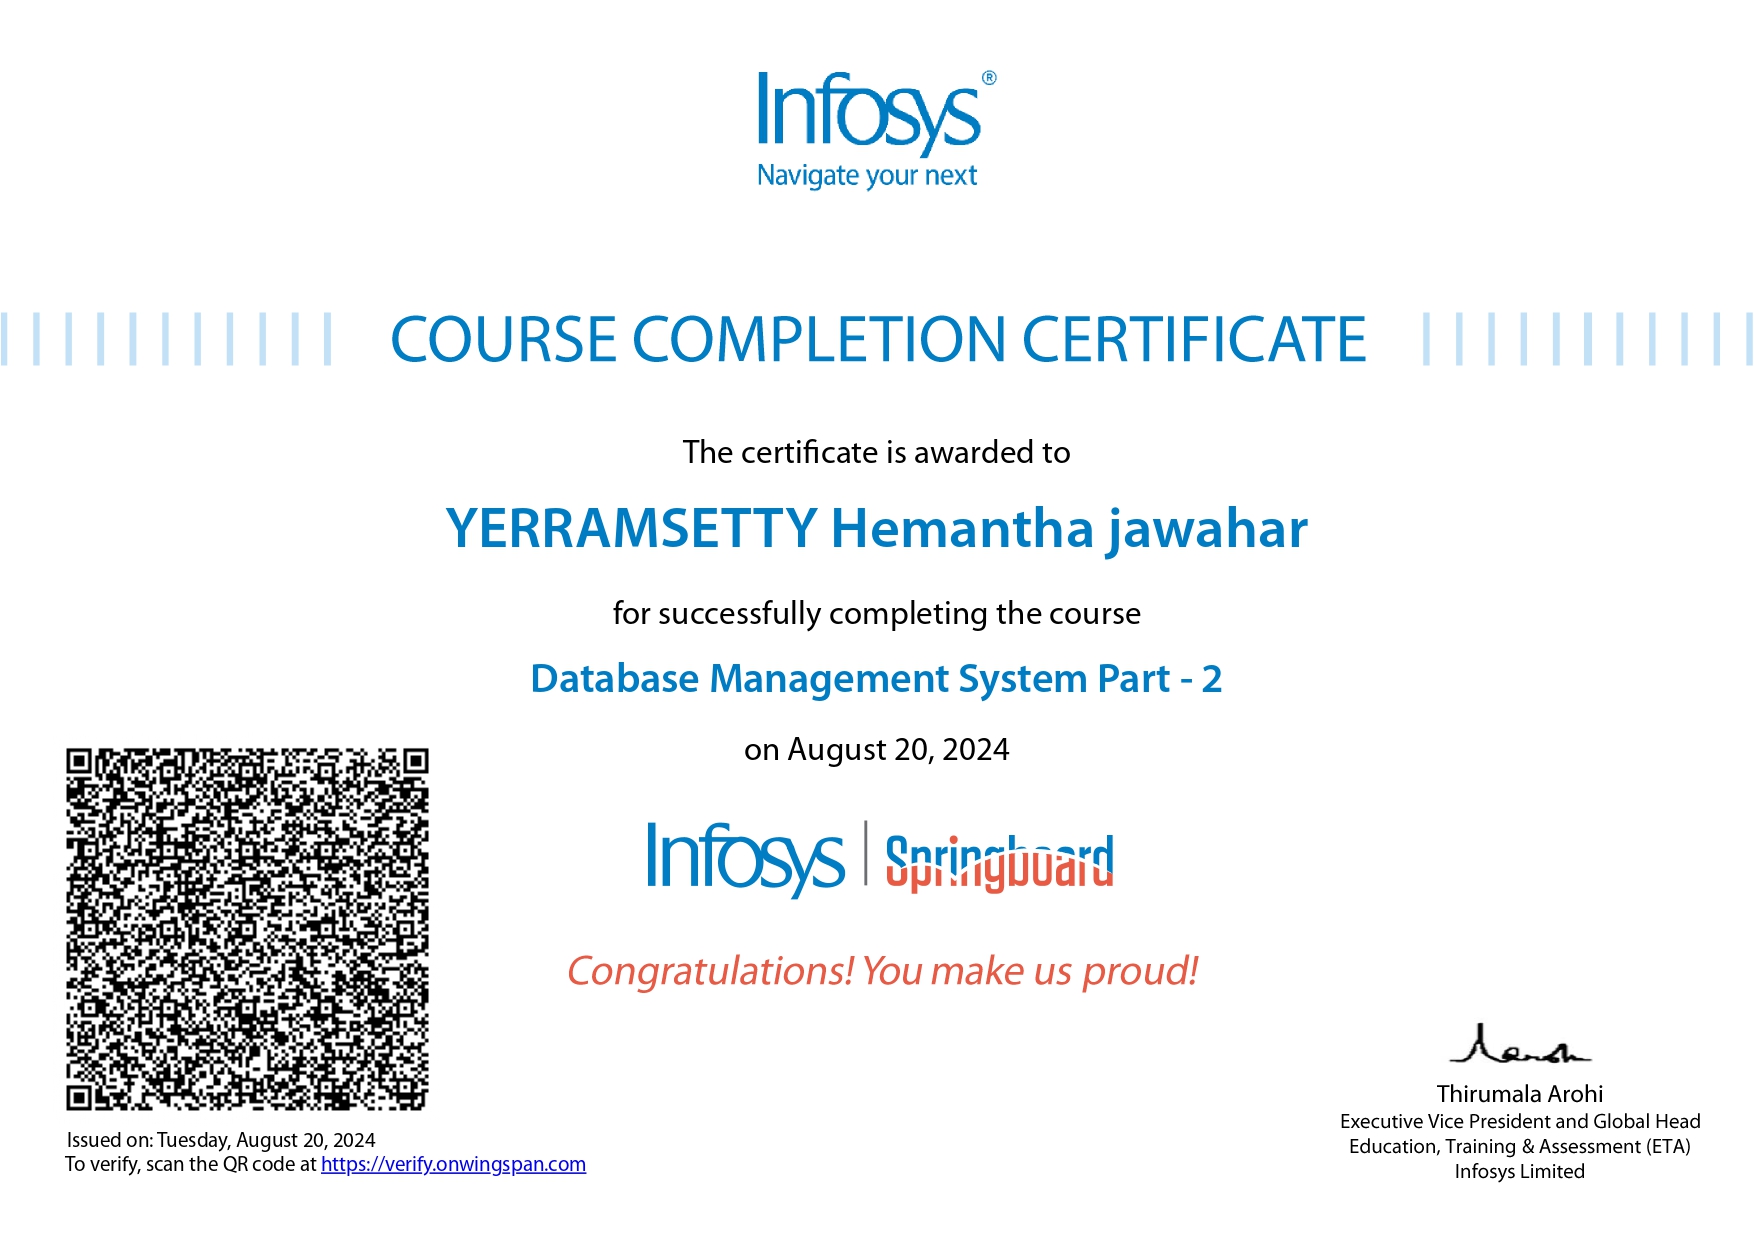 Infosys®
Navigate your next
COURSE COMPLETION CERTIFICATE
The certificate is awarded to
YERRAMSETTY Hemantha jawahar
for successfully completing the course
Database Management System Part - 2
on August 20, 2024
Infosys | Springboard
Congratulations! You make us proud!
Issued on: Tuesday, August 20, 2024
To verify, scan the QR code at https://verify.onwingspan.com
Thirumala Arohi
Executive Vice President and Global Head
Education, Training & Assessment (ETA)
Infosys Limited